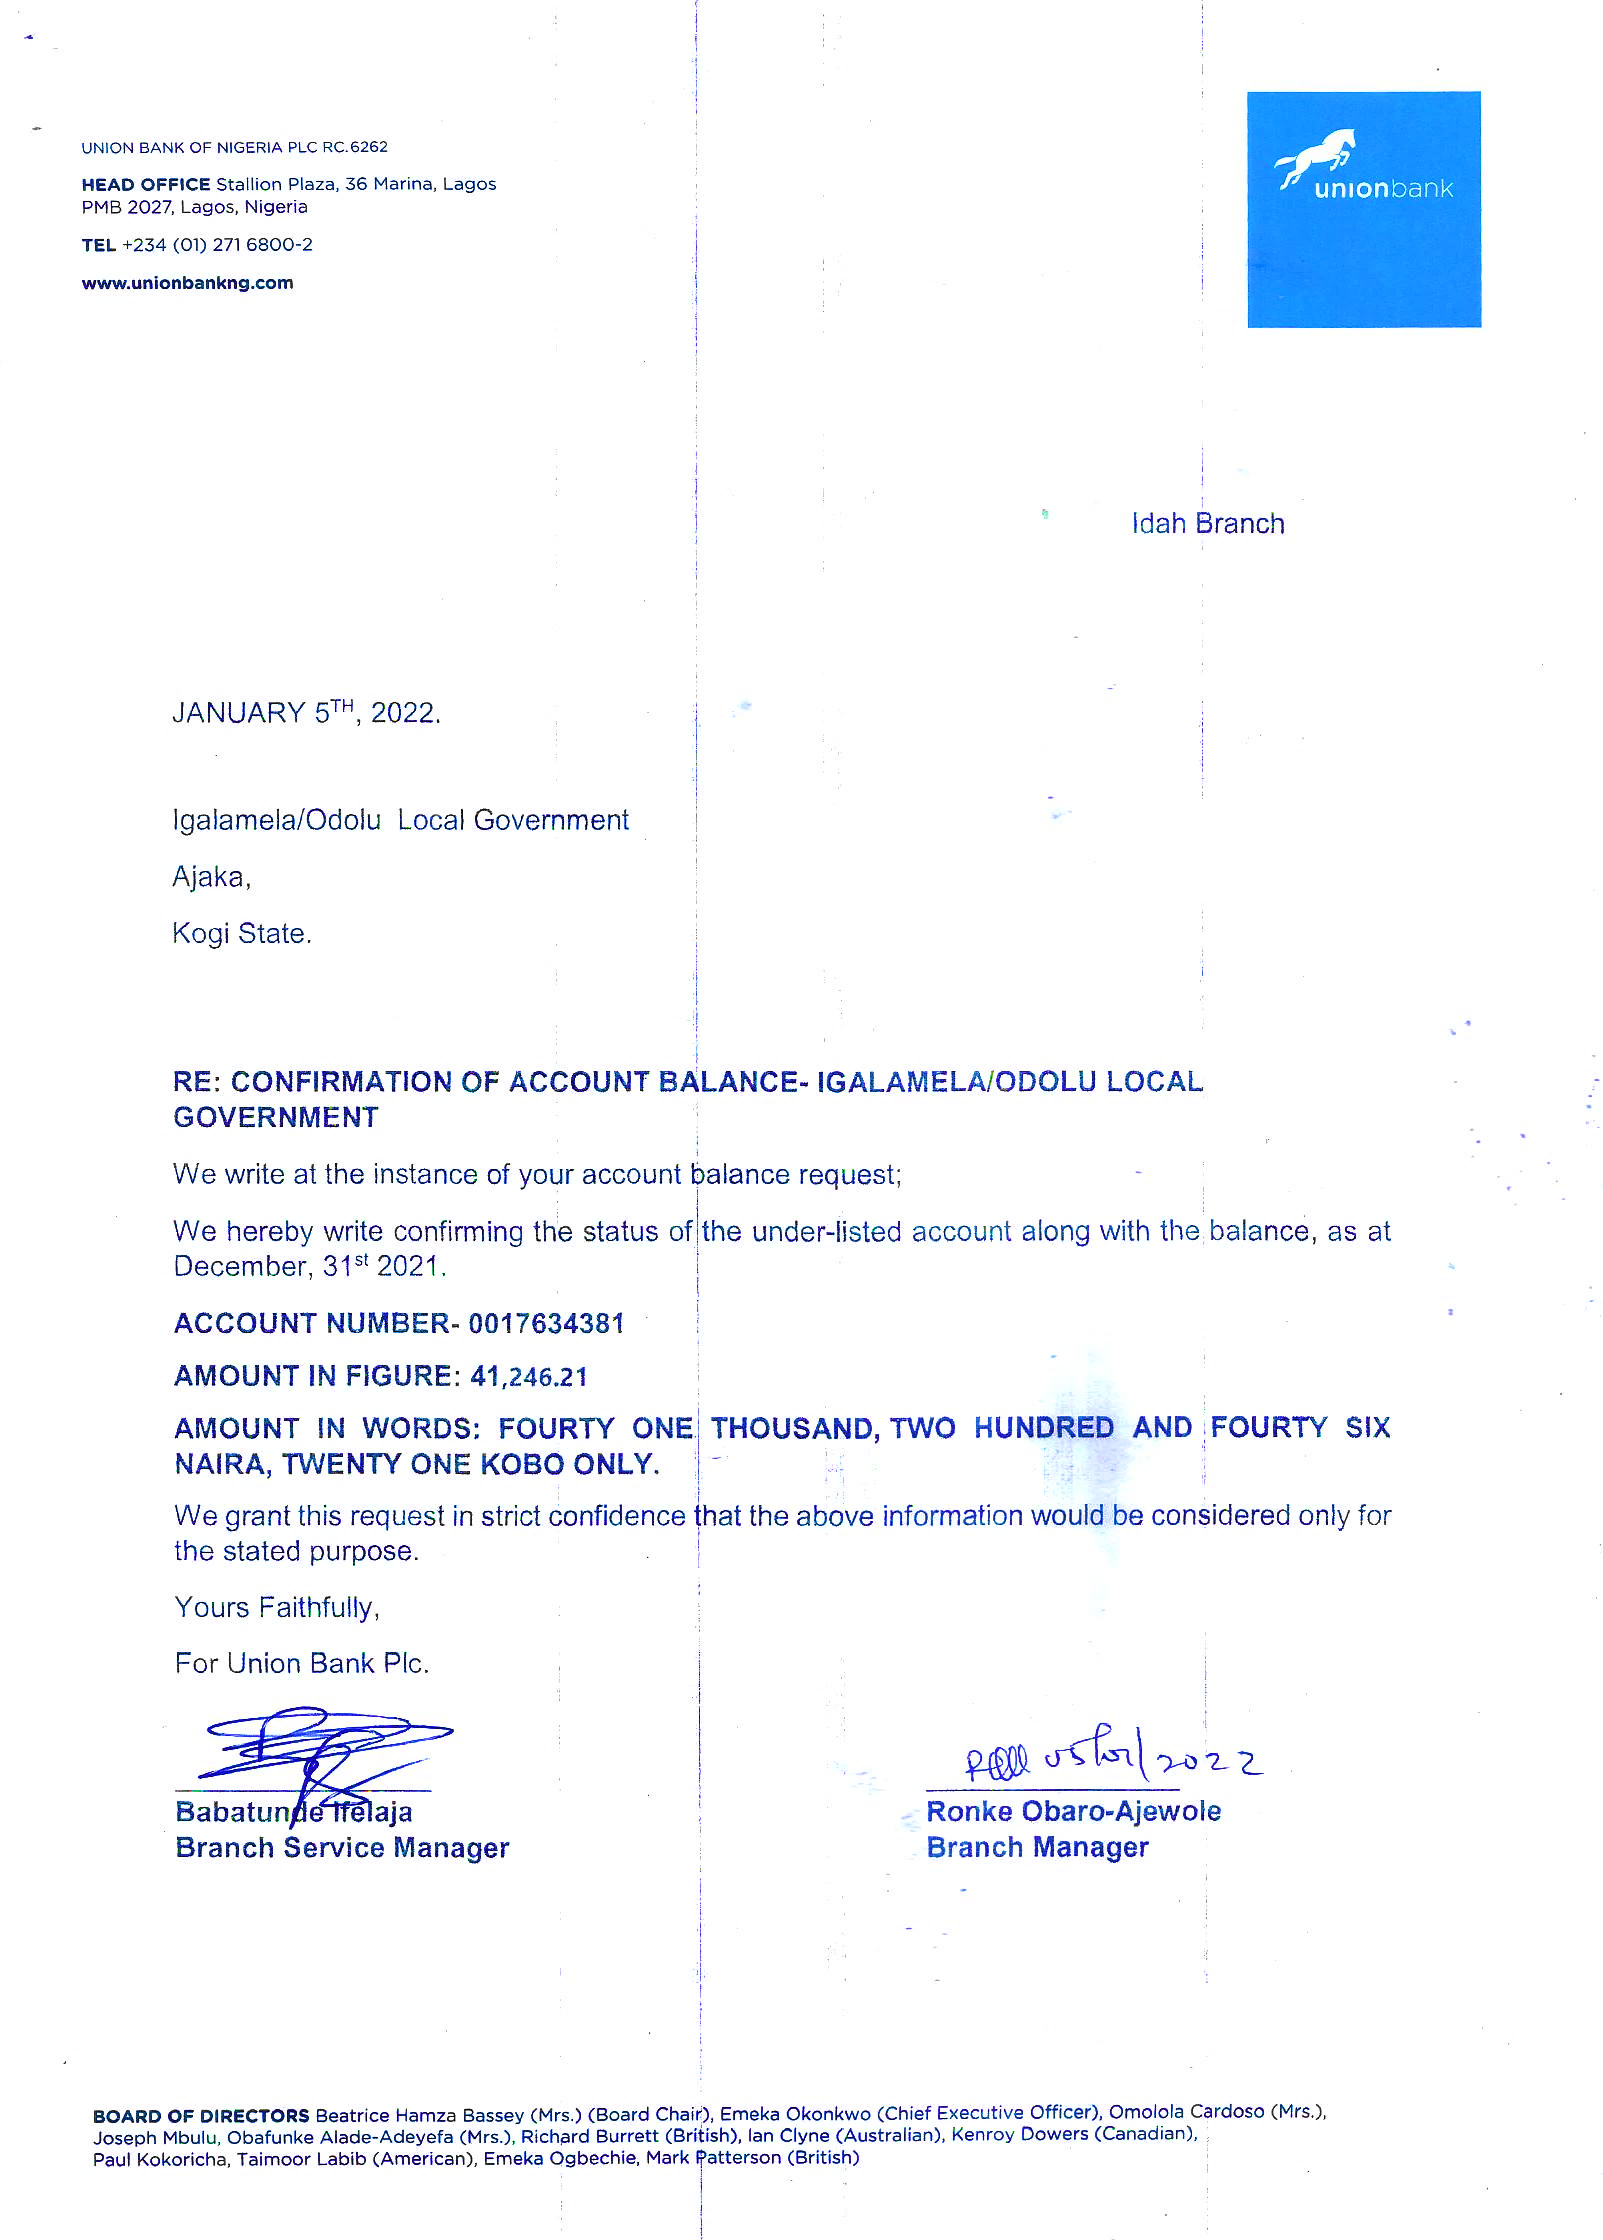 UNION BANK OF NIGERIA PLC RC.6262
HEAD OFFICE Stallion Plaza, 36 Marina, Lagos
PMB 2027, Lagos, Nigeria
TEL +234 (01) 271 6800-2
www.unionbankng.com
unionbank
Idah Branch
JANUARY 5TH, 2022.
Igalamela/Odolu Local Government
Ajaka,
Kogi State.
RE: CONFIRMATION OF ACCOUNT BALANCE- IGALAMELA/ODOLU LOCAL
GOVERNMENT
We write at the instance of your account balance request;
We hereby write confirming the status of the under-listed account along with the balance, as at
December, 31st 2021.
ACCOUNT NUMBER- 0017634381
AMOUNT IN FIGURE: 41,246.21
AMOUNT IN WORDS: FOURTY ONE THOUSAND, TWO HUNDRED AND FOURTY SIX
NAIRA, TWENTY ONE KOBO ONLY.
We grant this request in strict confidence that the above information would be considered only for
the stated purpose.
Yours Faithfully,
For Union Bank Plc.
05/01/2022
Babatunde Ifelaja
Branch Service Manager
Ronke Obaro-Ajewole
Branch Manager
BOARD OF DIRECTORS Beatrice Hamza Bassey (Mrs.) (Board Chair), Emeka Okonkwo (Chief Executive Officer), Omolola Cardoso (Mrs.),
Joseph Mbulu, Obafunke Alade-Adeyefa (Mrs.), Richard Burrett (British), Ian Clyne (Australian), Kenroy Dowers (Canadian),
Paul Kokoricha, Taimoor Labib (American), Emeka Ogbechie, Mark Patterson (British)